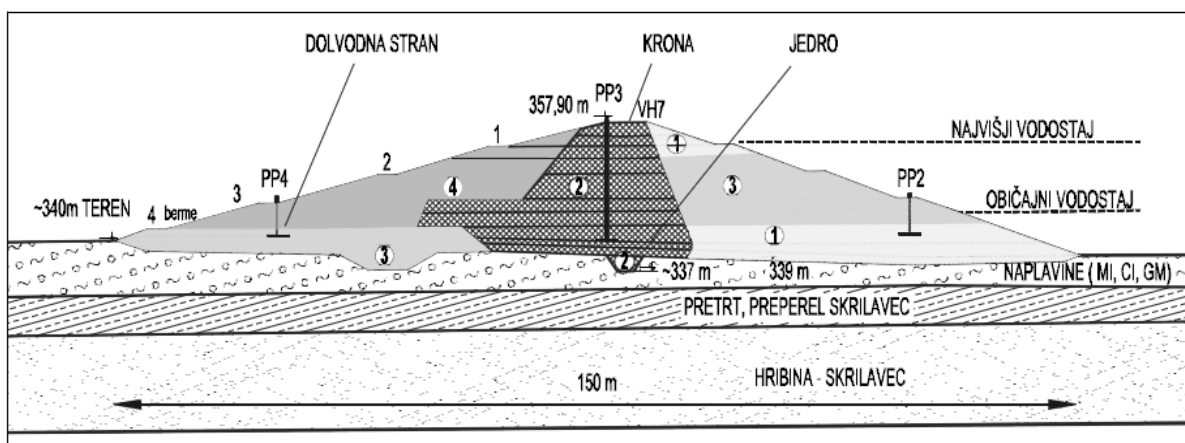 DOLVODNA STRAN
KRONA
JEDRO
357,90 m
PP3
VH7
NAJVIŠJI VODOSTAJ
1
1
2
3
PP4
4
2
3
PP2
OBIČAJNI VODOSTAJ
~340m TEREN
4 berme
1
3
2
~337 m
339 m
NAPLAVINE ( MI, CI, GM)
PRETRT, PREPEREL SKRILAVEC
150 m
HRIBINA - SKRILAVEC